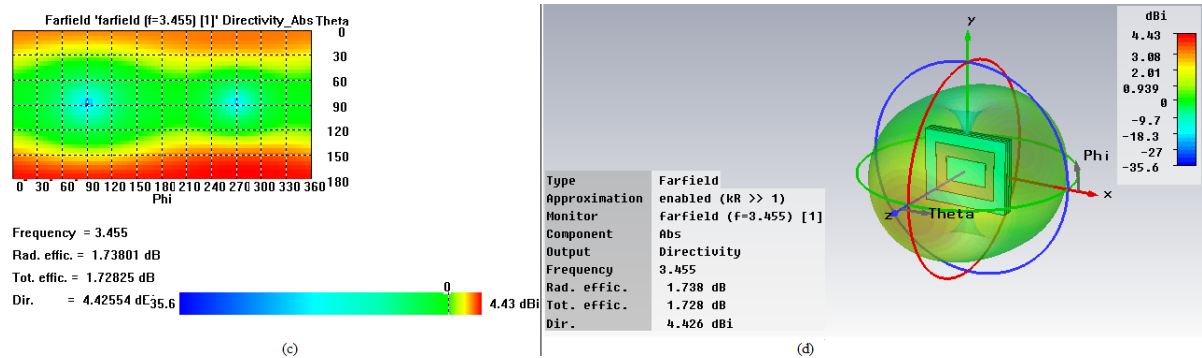 Farfield 'farfield (f=3.455) [1]' Directivity_Abs Theta
0
30
60
90
120
150
180
0 30 60 90 120 150 180 210 240 270 300 360
Phi
Frequency = 3.455
Rad. effic. = 1.73801 dB
Tot. effic. = 1.72825 dB
Dir. = 4.42554 dE
-35.6
0
4.43 dBi
(c)
y
dBi
4.43
3.08
2.01
0.939
0
-9.7
-18.3
-27
-35.6
Phi
x
z
Theta
Type Farfield
Approximation enabled (kR >> 1)
Monitor farfield (f=3.455) [1]
Component Abs
Output Directivity
Frequency 3.455
Rad. effic. 1.738 dB
Tot. effic. 1.728 dB
Dir. 4.426 dBi
(d)